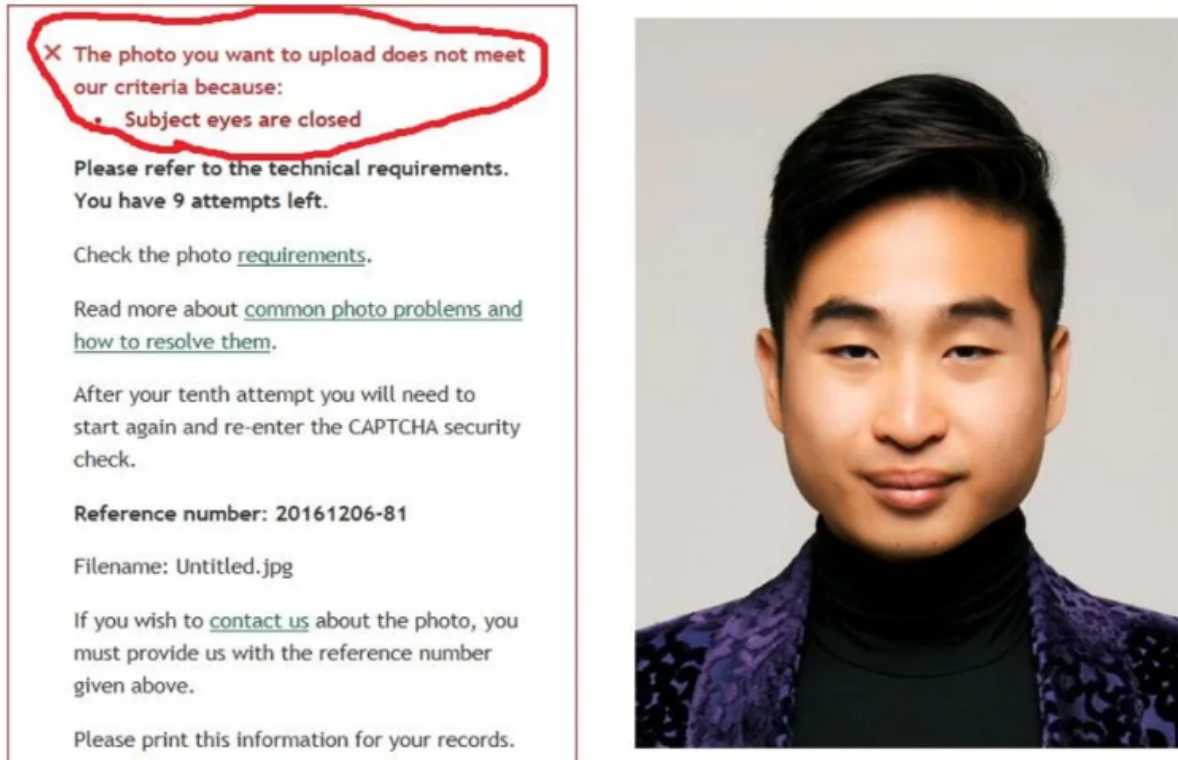 X The photo you want to upload does not meet
our criteria because:
• Subject eyes are closed
Please refer to the technical requirements.
You have 9 attempts left.
Check the photo requirements.
Read more about common photo problems and
how to resolve them.
After your tenth attempt you will need to
start again and re-enter the CAPTCHA security
check.
Reference number: 20161206-81
Filename: Untitled.jpg
If you wish to contact us about the photo, you
must provide us with the reference number
given above.
Please print this information for your records.